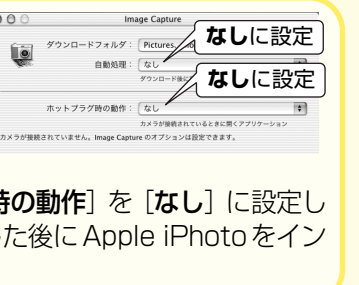 Image Capture
ダウンロードフォルダ： Pictures,
なしに設定
自動処理： なし
ダウンロード後に
なしに設定
ホットプラグ時の動作： なし
カメラが接続されているときに開くアプリケーション
カメラが接続されていません。Image Capture のオプションは設定できます。
時の動作］を［なし］に設定し
った後に Apple iPhoto をイン